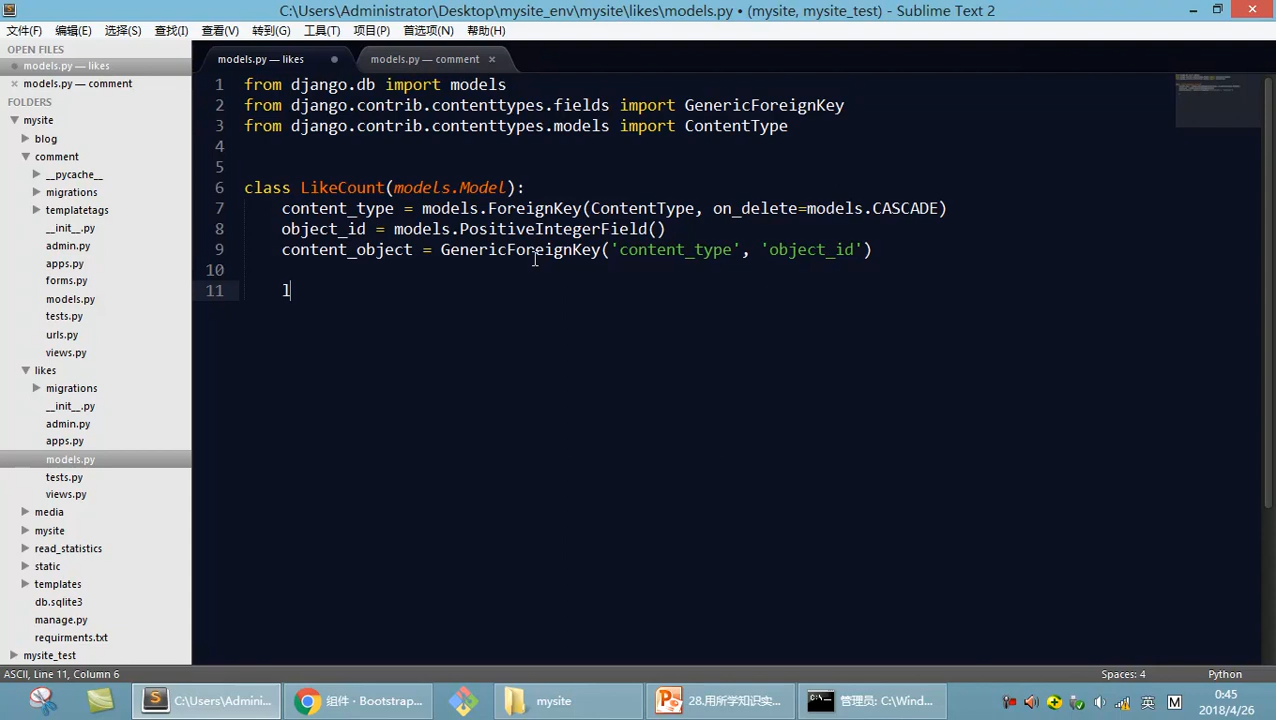 C:\Users\Administrator\Desktop\mysite_env\mysite\likes\models.py • (mysite, mysite_test) - Sublime Text 2
文件(F) 编辑(E) 选择(S) 查找(I) 查看(V) 转到(G) 工具(T) 项目(P) 首选项(N) 帮助(H)
OPEN FILES
models.py — likes
models.py — comment
FOLDERS
mysite
blog
comment
__pycache__
migrations
templatetags
__init__.py
admin.py
apps.py
forms.py
models.py
tests.py
urls.py
views.py
likes
migrations
__init__.py
admin.py
apps.py
models.py
tests.py
views.py
media
mysite
read_statistics
static
templates
db.sqlite3
manage.py
requirments.txt
mysite_test
models.py — likes models.py — comment
1 from django.db import models
2 from django.contrib.contenttypes.fields import GenericForeignKey
3 from django.contrib.contenttypes.models import ContentType
4
5
6 class LikeCount(models.Model):
7 content_type = models.ForeignKey(ContentType, on_delete=models.CASCADE)
8 object_id = models.PositiveIntegerField()
9 content_object = GenericForeignKey('content_type', 'object_id')
10
11 l
ASCII, Line 11, Column 6 Spaces: 4 Python
C:\Users\Admini... 组件 · Bootstrap... mysite 28.用所学知识实... 管理员: C:\Wind... 英 M
0:45
2018/4/26